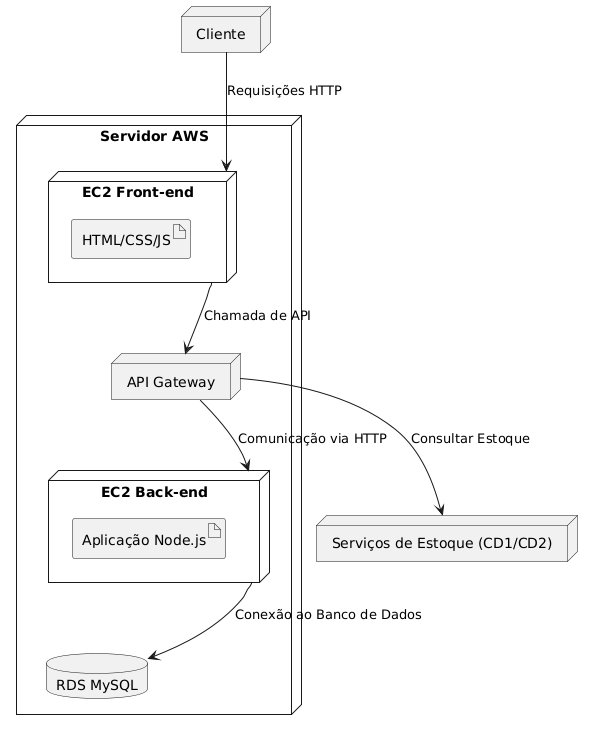 Cliente
Requisições HTTP
Servidor AWS
EC2 Front-end
HTML/CSS/JS
Chamada de API
API Gateway
Comunicação via HTTP
Consultar Estoque
EC2 Back-end
Aplicação Node.js
Serviços de Estoque (CD1/CD2)
Conexão ao Banco de Dados
RDS MySQL